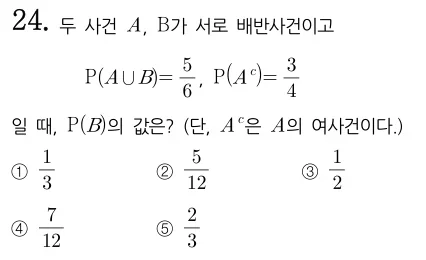 24. 두 사건 A, B가 서로 배반사건이고
P(A∪B)= 5/6, P(A^c)= 3/4
일 때, P(B)의 값은? (단, A^c은 A의 여사건이다.)
① 1/3 ② 5/12 ③ 1/2
④ 7/12 ⑤ 2/3